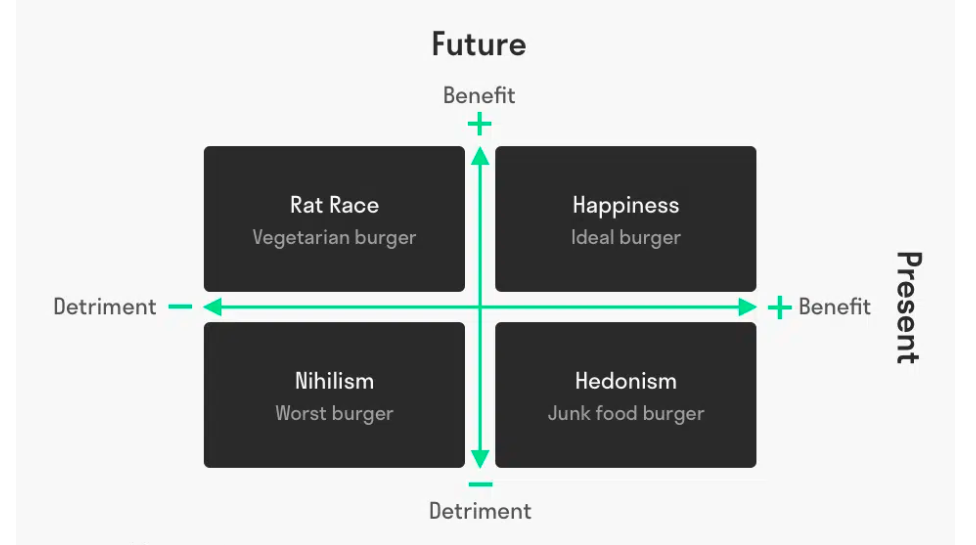 Future
Benefit
+
Rat Race
Vegetarian burger
Happiness
Ideal burger
Detriment −
+ Benefit
Present
Nihilism
Worst burger
Hedonism
Junk food burger
−
Detriment